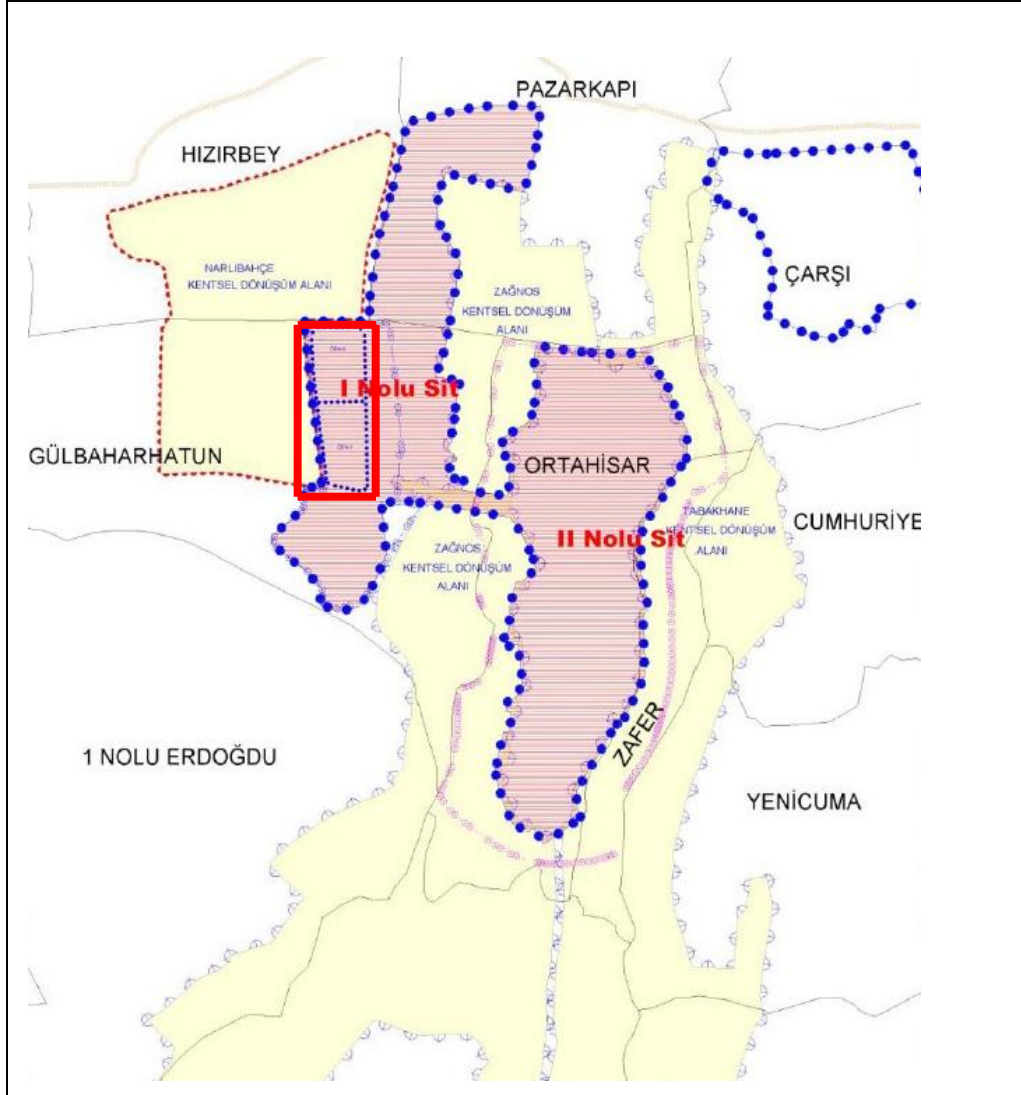 PAZARKAPI
HIZIRBEY
NARLIBAHÇE
KENTSEL DÖNÜŞÜM ALANI
ZAĞNOS
KENTSEL DÖNÜŞÜM
ALANI
ÇARŞI
I Nolu Sit
GÜLBAHARHATUN
ORTAHİSAR
TABAKHANE
KENTSEL DÖNÜŞÜM
ALANI
CUMHURİYE
II Nolu Sit
ZAĞNOS
KENTSEL DÖNÜŞÜM
ALANI
ZAFER
1 NOLU ERDOĞDU
YENİCUMA